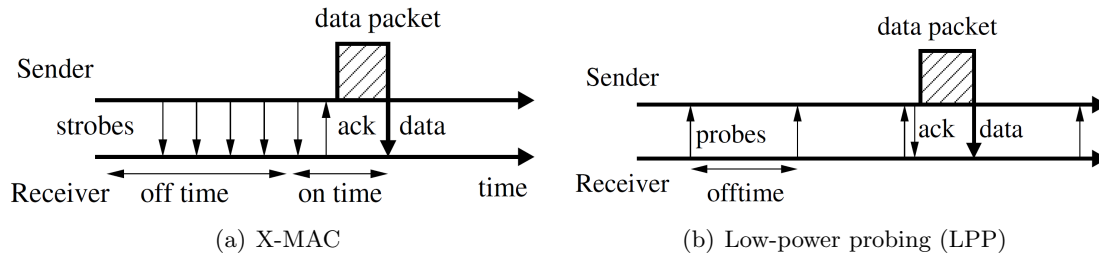 data packet
Sender
strobes
ack
data
Receiver
off time
on time
time
(a) X-MAC
data packet
Sender
probes
ack
data
Receiver
offtime
(b) Low-power probing (LPP)